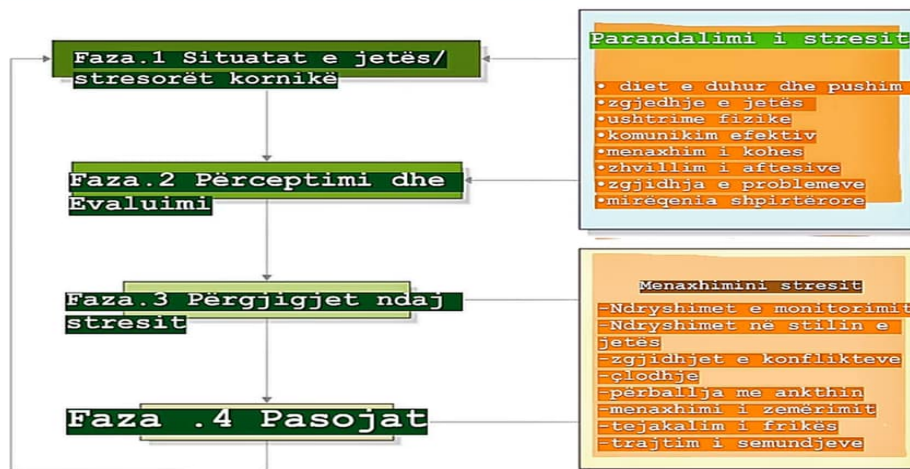 Faza.1 Situatat e jetës/
stresorët kornikë
Faza.2 Përceptimi dhe
Evaluimi
Faza.3 Përgjigjet ndaj
stresit
Faza .4 Pasojat
Parandalimi i stresit
• diet e duhur dhe pushim
•zgjedhje e jetës
•ushtrime fizike
•komunikim efektiv
•menaxhim i kohes
•zhvillim i aftesive
•zgjidhja e problemeve
•mirëqenia shpirtërore
Menaxhimini stresit
-Ndryshimet e monitorimit
-Ndryshimet në stilin e
jetës
-zgjidhjet e konflikteve
-çlodhje
-përballja me ankthin
-menaxhimi i zemërimit
-tejakalim i frikës
-trajtim i semundjeve